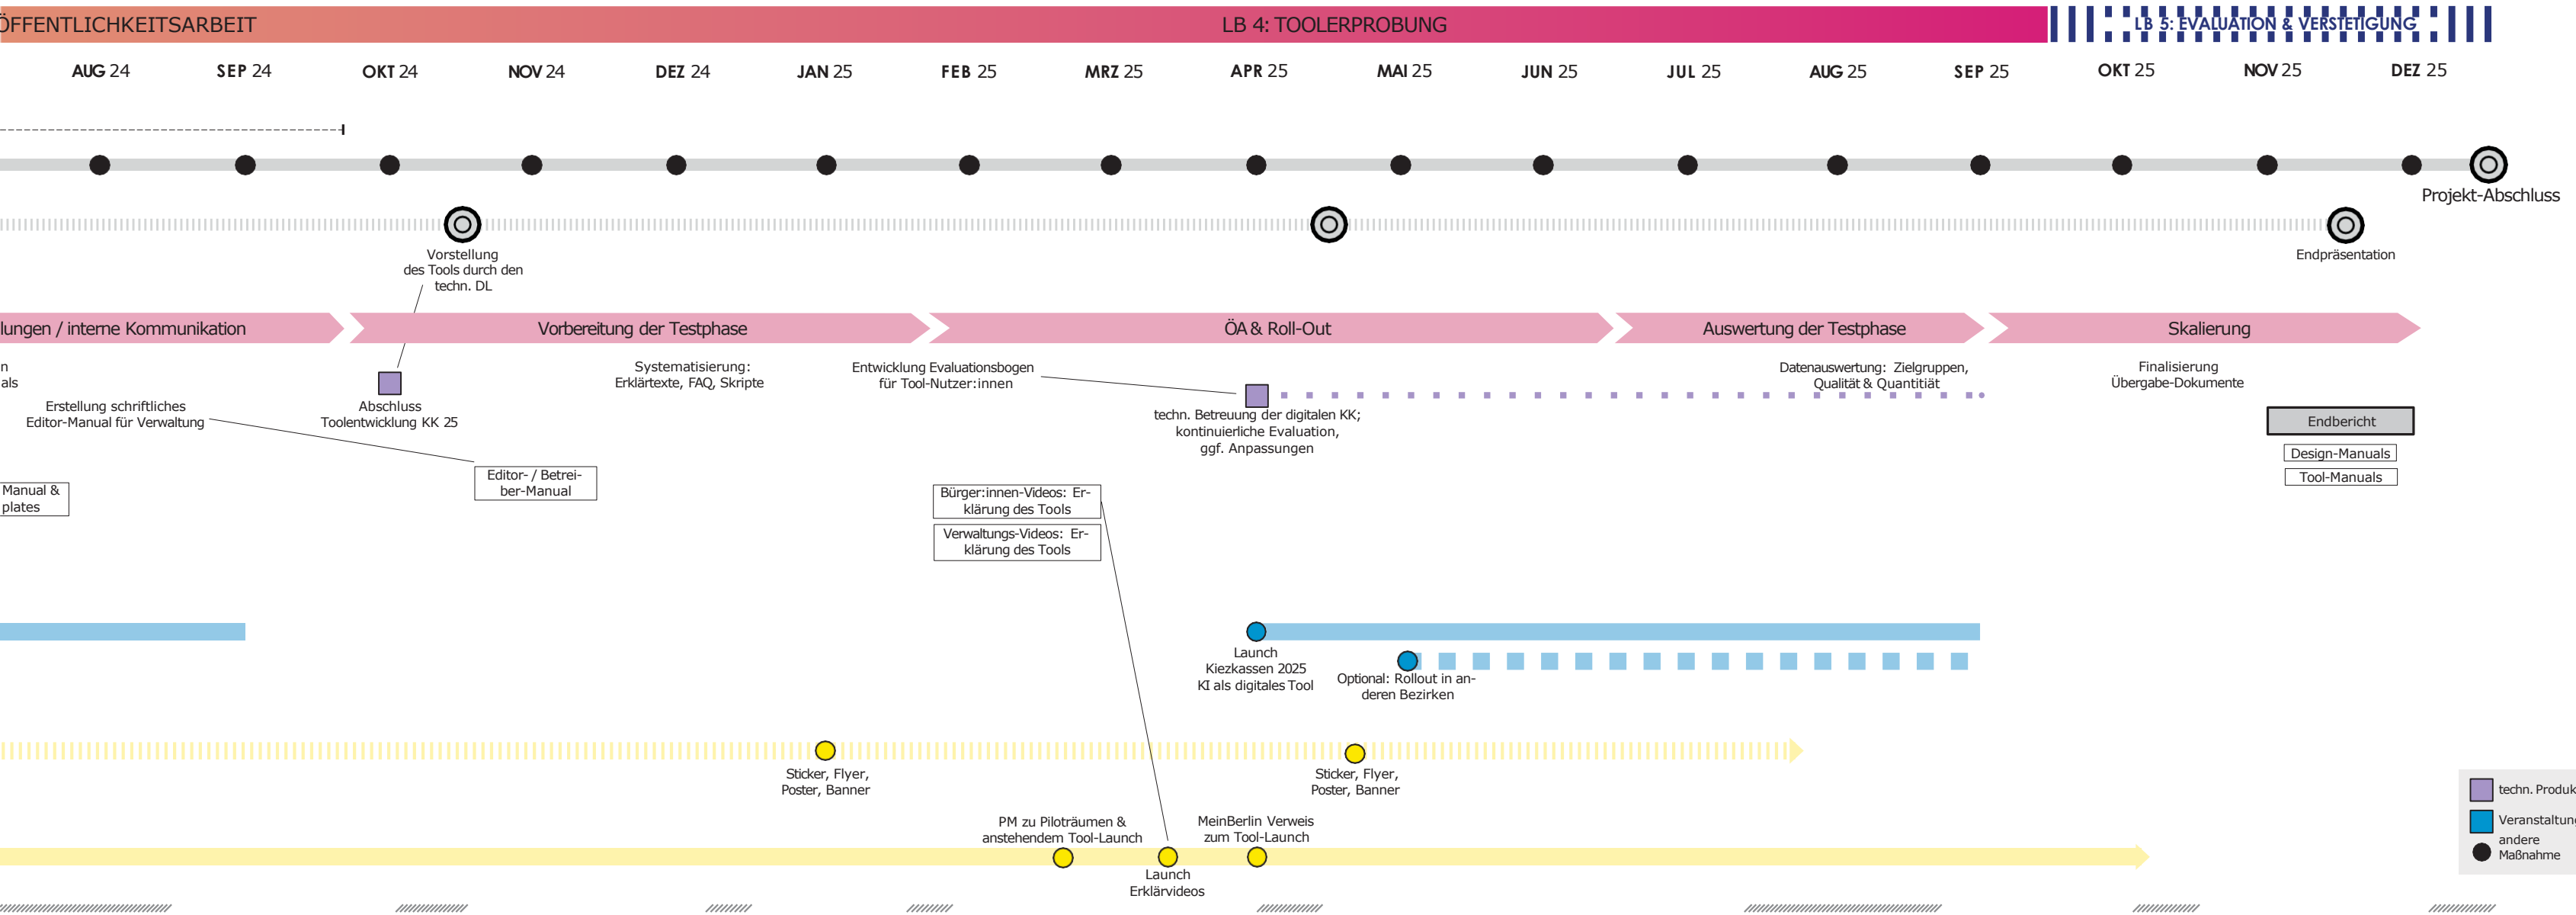 ÖFFENTLICHKEITSARBEIT
LB 4: TOOLERPROBUNG
LB 5: EVALUATION & VERSTETIGUNG
AUG 24
SEP 24
OKT 24
NOV 24
DEZ 24
JAN 25
FEB 25
MRZ 25
APR 25
MAI 25
JUN 25
JUL 25
AUG 25
SEP 25
OKT 25
NOV 25
DEZ 25
Projekt-Abschluss
Vorstellung
des Tools durch den
techn. DL
Endpräsentation
lungen / interne Kommunikation
Vorbereitung der Testphase
ÖA & Roll-Out
Auswertung der Testphase
Skalierung
n
als
Erstellung schriftliches
Editor-Manual für Verwaltung
Abschluss
Toolentwicklung KK 25
Systematisierung:
Erklärtexte, FAQ, Skripte
Entwicklung Evaluationsbogen
für Tool-Nutzer:innen
techn. Betreuung der digitalen KK;
kontinuierliche Evaluation,
ggf. Anpassungen
Datenauswertung: Zielgruppen,
Qualität & Quantitiät
Finalisierung
Übergabe-Dokumente
Endbericht
Design-Manuals
Tool-Manuals
Manual &
plates
Editor- / Betrei-
ber-Manual
Bürger:innen-Videos: Er-
klärung des Tools
Verwaltungs-Videos: Er-
klärung des Tools
Launch
Kiezkassen 2025
KI als digitales Tool
Optional: Rollout in an-
deren Bezirken
Sticker, Flyer,
Poster, Banner
Sticker, Flyer,
Poster, Banner
PM zu Piloträumen &
anstehendem Tool-Launch
MeinBerlin Verweis
zum Tool-Launch
Launch
Erklärvideos
techn. Produk
Veranstaltung
andere
Maßnahme